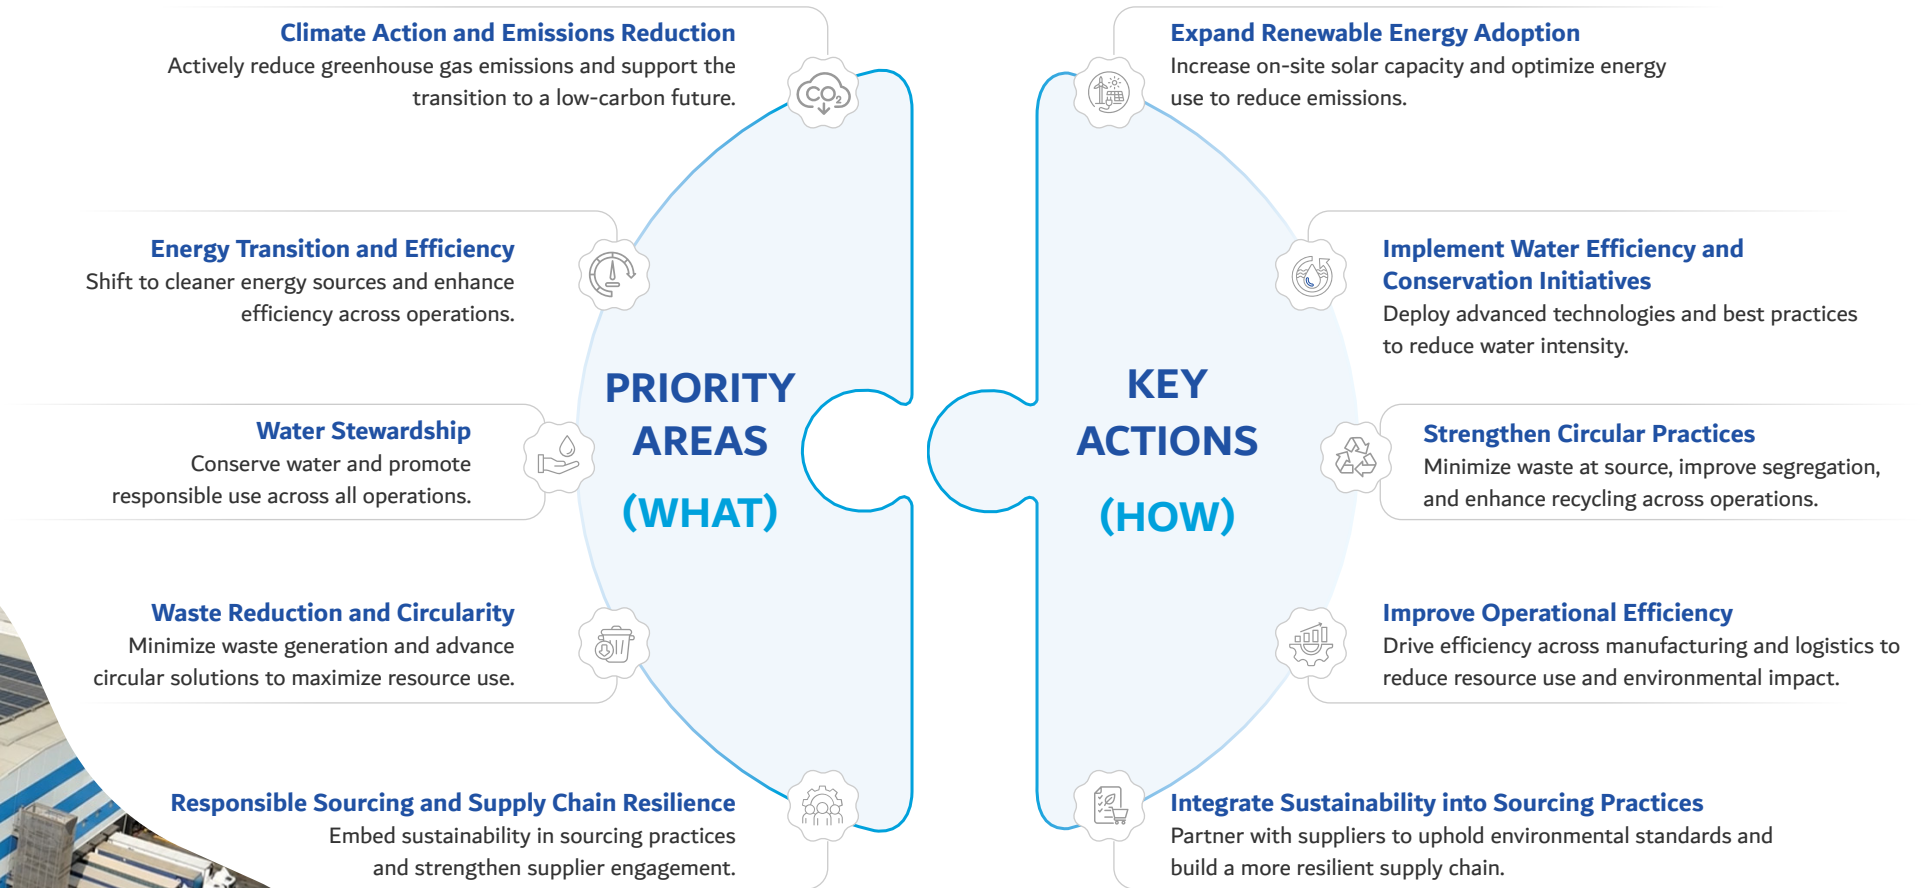 Climate Action and Emissions Reduction
Actively reduce greenhouse gas emissions and support the
transition to a low-carbon future.
CO2
Energy Transition and Efficiency
Shift to cleaner energy sources and enhance
efficiency across operations.
Water Stewardship
Conserve water and promote
responsible use across all operations.
Waste Reduction and Circularity
Minimize waste generation and advance
circular solutions to maximize resource use.
Responsible Sourcing and Supply Chain Resilience
Embed sustainability in sourcing practices
and strengthen supplier engagement.
PRIORITY
AREAS
(WHAT)
KEY
ACTIONS
(HOW)
Expand Renewable Energy Adoption
Increase on-site solar capacity and optimize energy
use to reduce emissions.
Implement Water Efficiency and
Conservation Initiatives
Deploy advanced technologies and best practices
to reduce water intensity.
Strengthen Circular Practices
Minimize waste at source, improve segregation,
and enhance recycling across operations.
Improve Operational Efficiency
Drive efficiency across manufacturing and logistics to
reduce resource use and environmental impact.
Integrate Sustainability into Sourcing Practices
Partner with suppliers to uphold environmental standards and
build a more resilient supply chain.